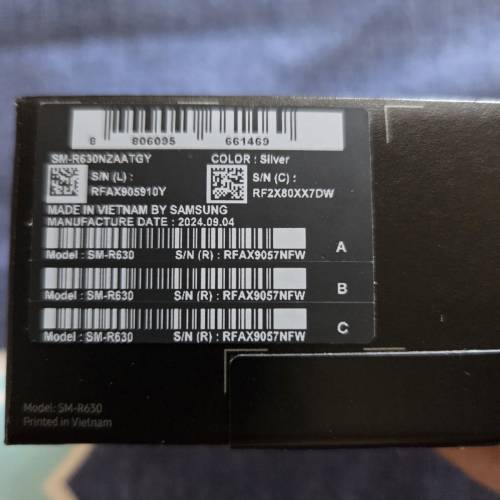 8 806095 661469
SM-R630NZAATGY COLOR : Silver
S/N (L) : S/N (C) :
RFAX905910Y RF2X80XX7DW
MADE IN VIETNAM BY SAMSUNG
MANUFACTURE DATE : 2024.09.04
A
Model : SM-R630 S/N (R) : RFAX9057NFW
B
Model : SM-R630 S/N (R) : RFAX9057NFW
C
Model : SM-R630 S/N (R) : RFAX9057NFW
Model: SM-R630
Printed in Vietnam